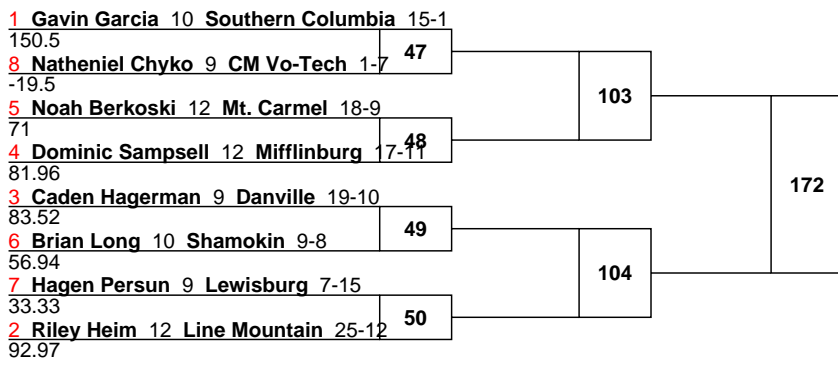 1 Gavin Garcia 10 Southern Columbia 15-1
150.5
47
8 Natheniel Chyko 9 CM Vo-Tech 1-7
-19.5
103
5 Noah Berkoski 12 Mt. Carmel 18-9
71
48
4 Dominic Sampsell 12 Mifflinburg 17-11
81.96
172
3 Caden Hagerman 9 Danville 19-10
83.52
49
6 Brian Long 10 Shamokin 9-8
56.94
104
7 Hagen Persun 9 Lewisburg 7-15
33.33
50
2 Riley Heim 12 Line Mountain 25-12
92.97